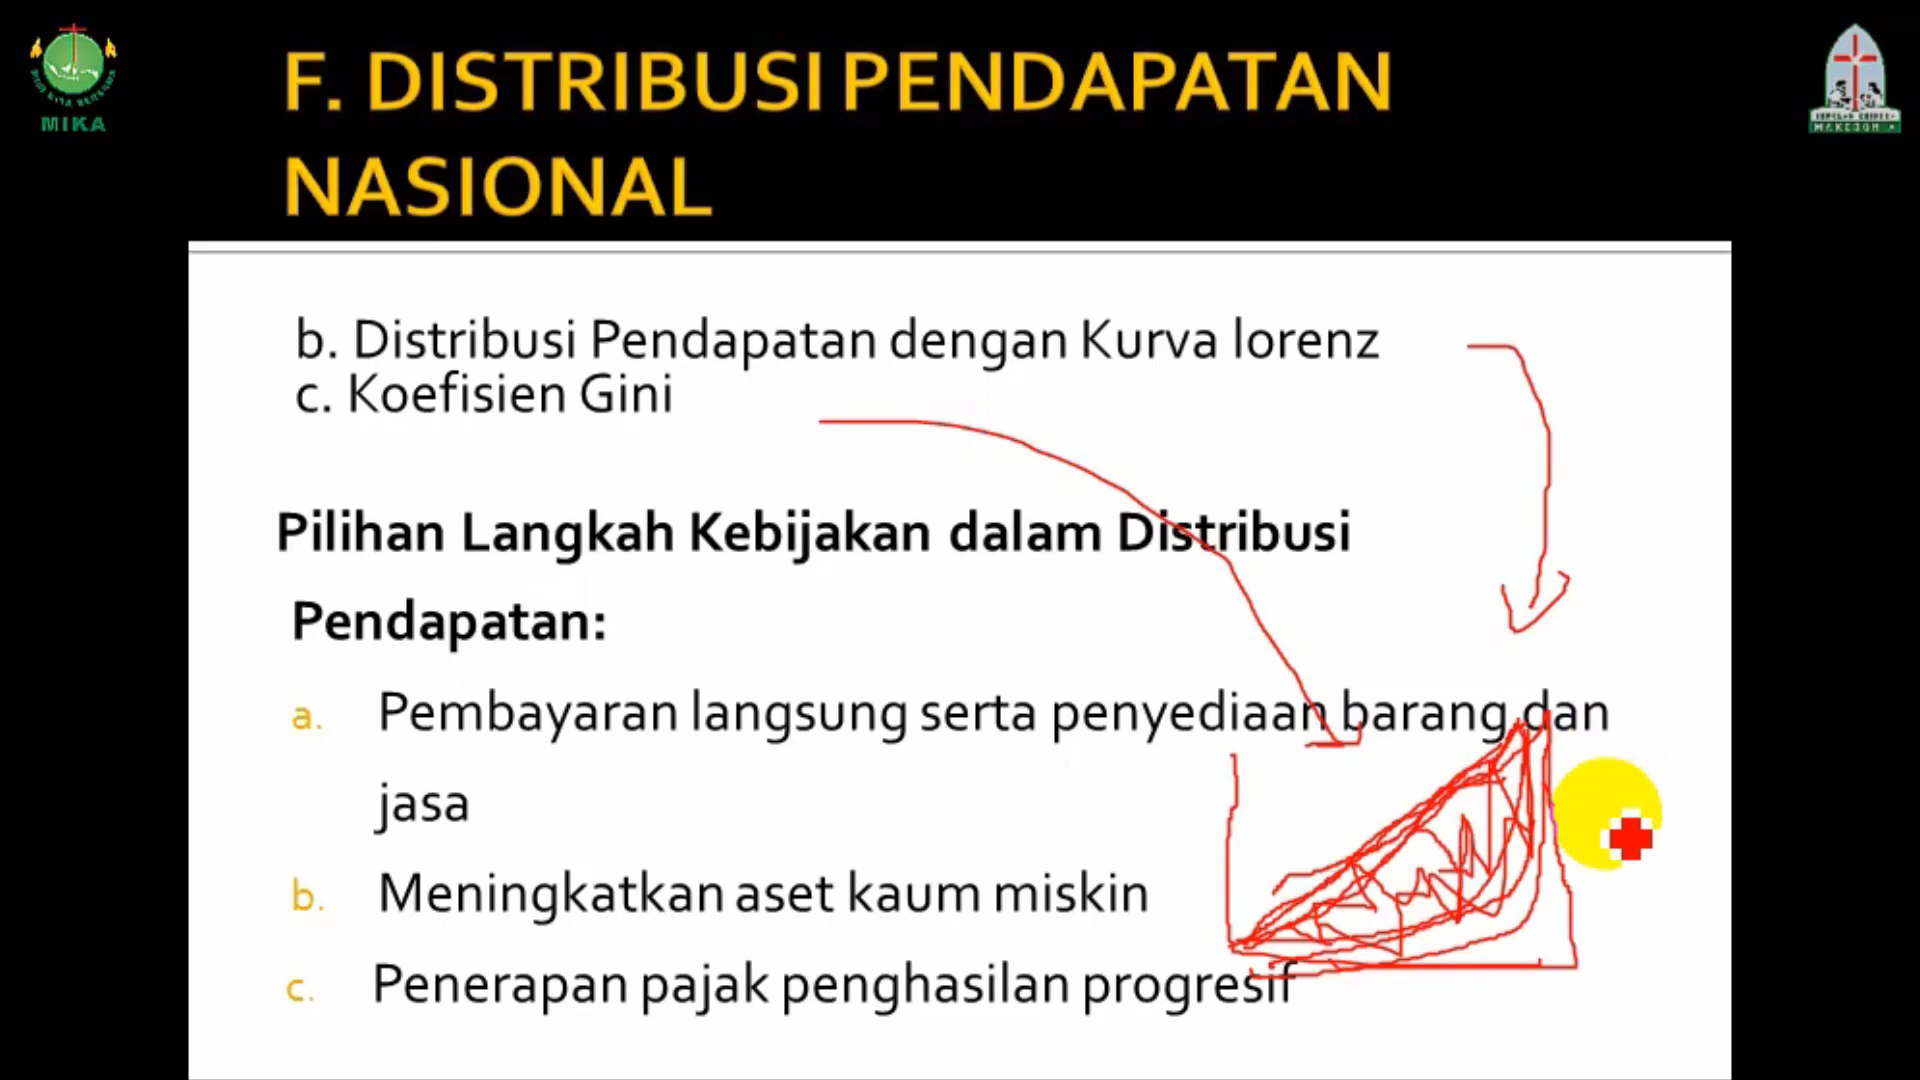 F. DISTRIBUSI PENDAPATAN
NASIONAL
MIKA
b. Distribusi Pendapatan dengan Kurva lorenz
c. Koefisien Gini
Pilihan Langkah Kebijakan dalam Distribusi
Pendapatan:
a. Pembayaran langsung serta penyediaan barang dan
jasa
b. Meningkatkan aset kaum miskin
c. Penerapan pajak penghasilan progresif